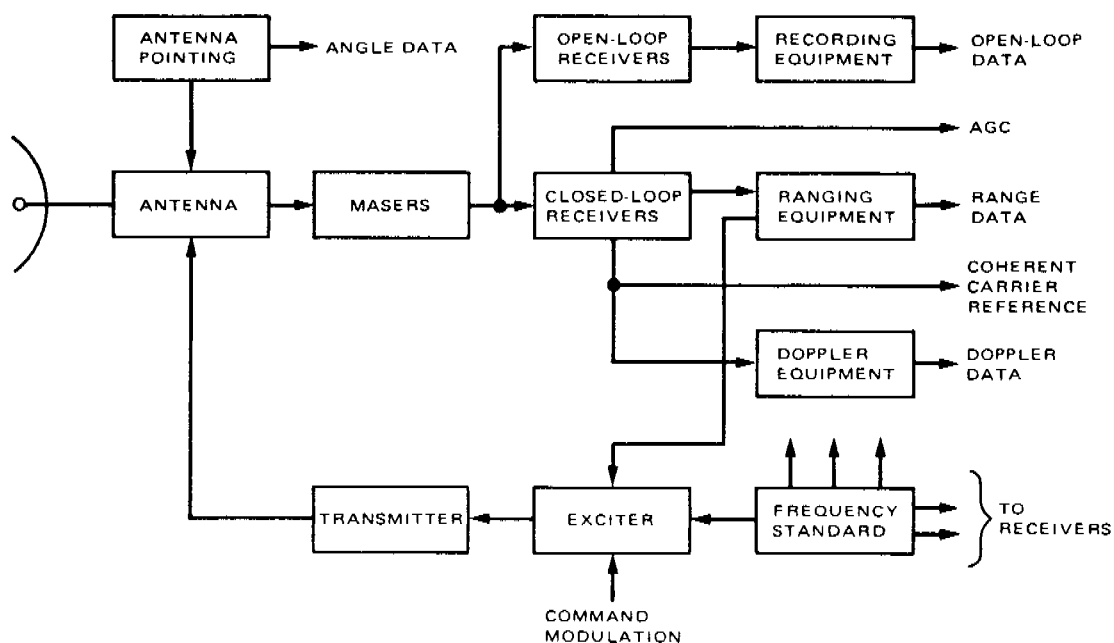 ANTENNA
POINTING
ANGLE DATA
OPEN-LOOP
RECEIVERS
RECORDING
EQUIPMENT
OPEN-LOOP
DATA
AGC
ANTENNA
MASERS
CLOSED-LOOP
RECEIVERS
RANGING
EQUIPMENT
RANGE
DATA
COHERENT
CARRIER
REFERENCE
DOPPLER
EQUIPMENT
DOPPLER
DATA
TRANSMITTER
EXCITER
FREQUENCY
STANDARD
TO
RECEIVERS
COMMAND
MODULATION